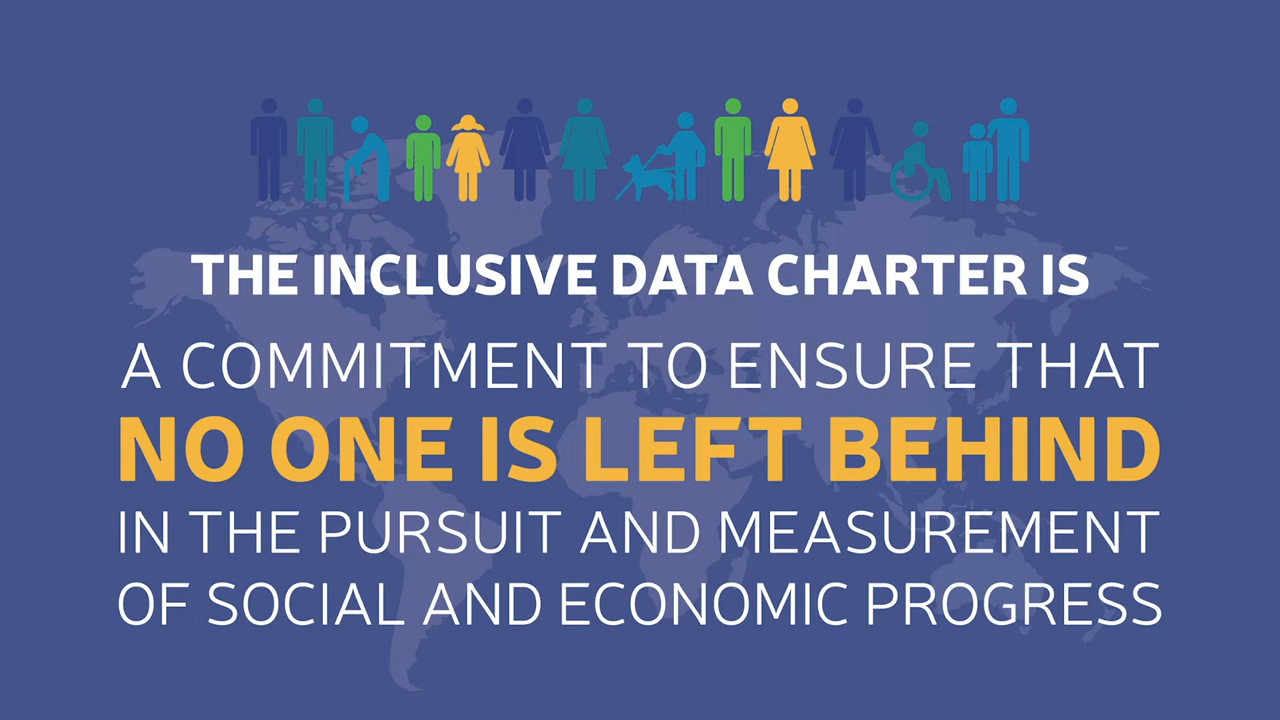 THE INCLUSIVE DATA CHARTER IS
A COMMITMENT TO ENSURE THAT
NO ONE IS LEFT BEHIND
IN THE PURSUIT AND MEASUREMENT
OF SOCIAL AND ECONOMIC PROGRESS